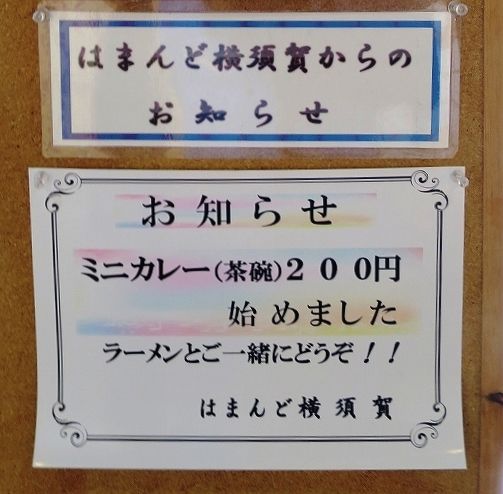 はまんど横須賀からの
お知らせ
お知らせ
ミニカレー(茶碗)２００円
始めました
ラーメンとご一緒にどうぞ！！
はまんど横須賀